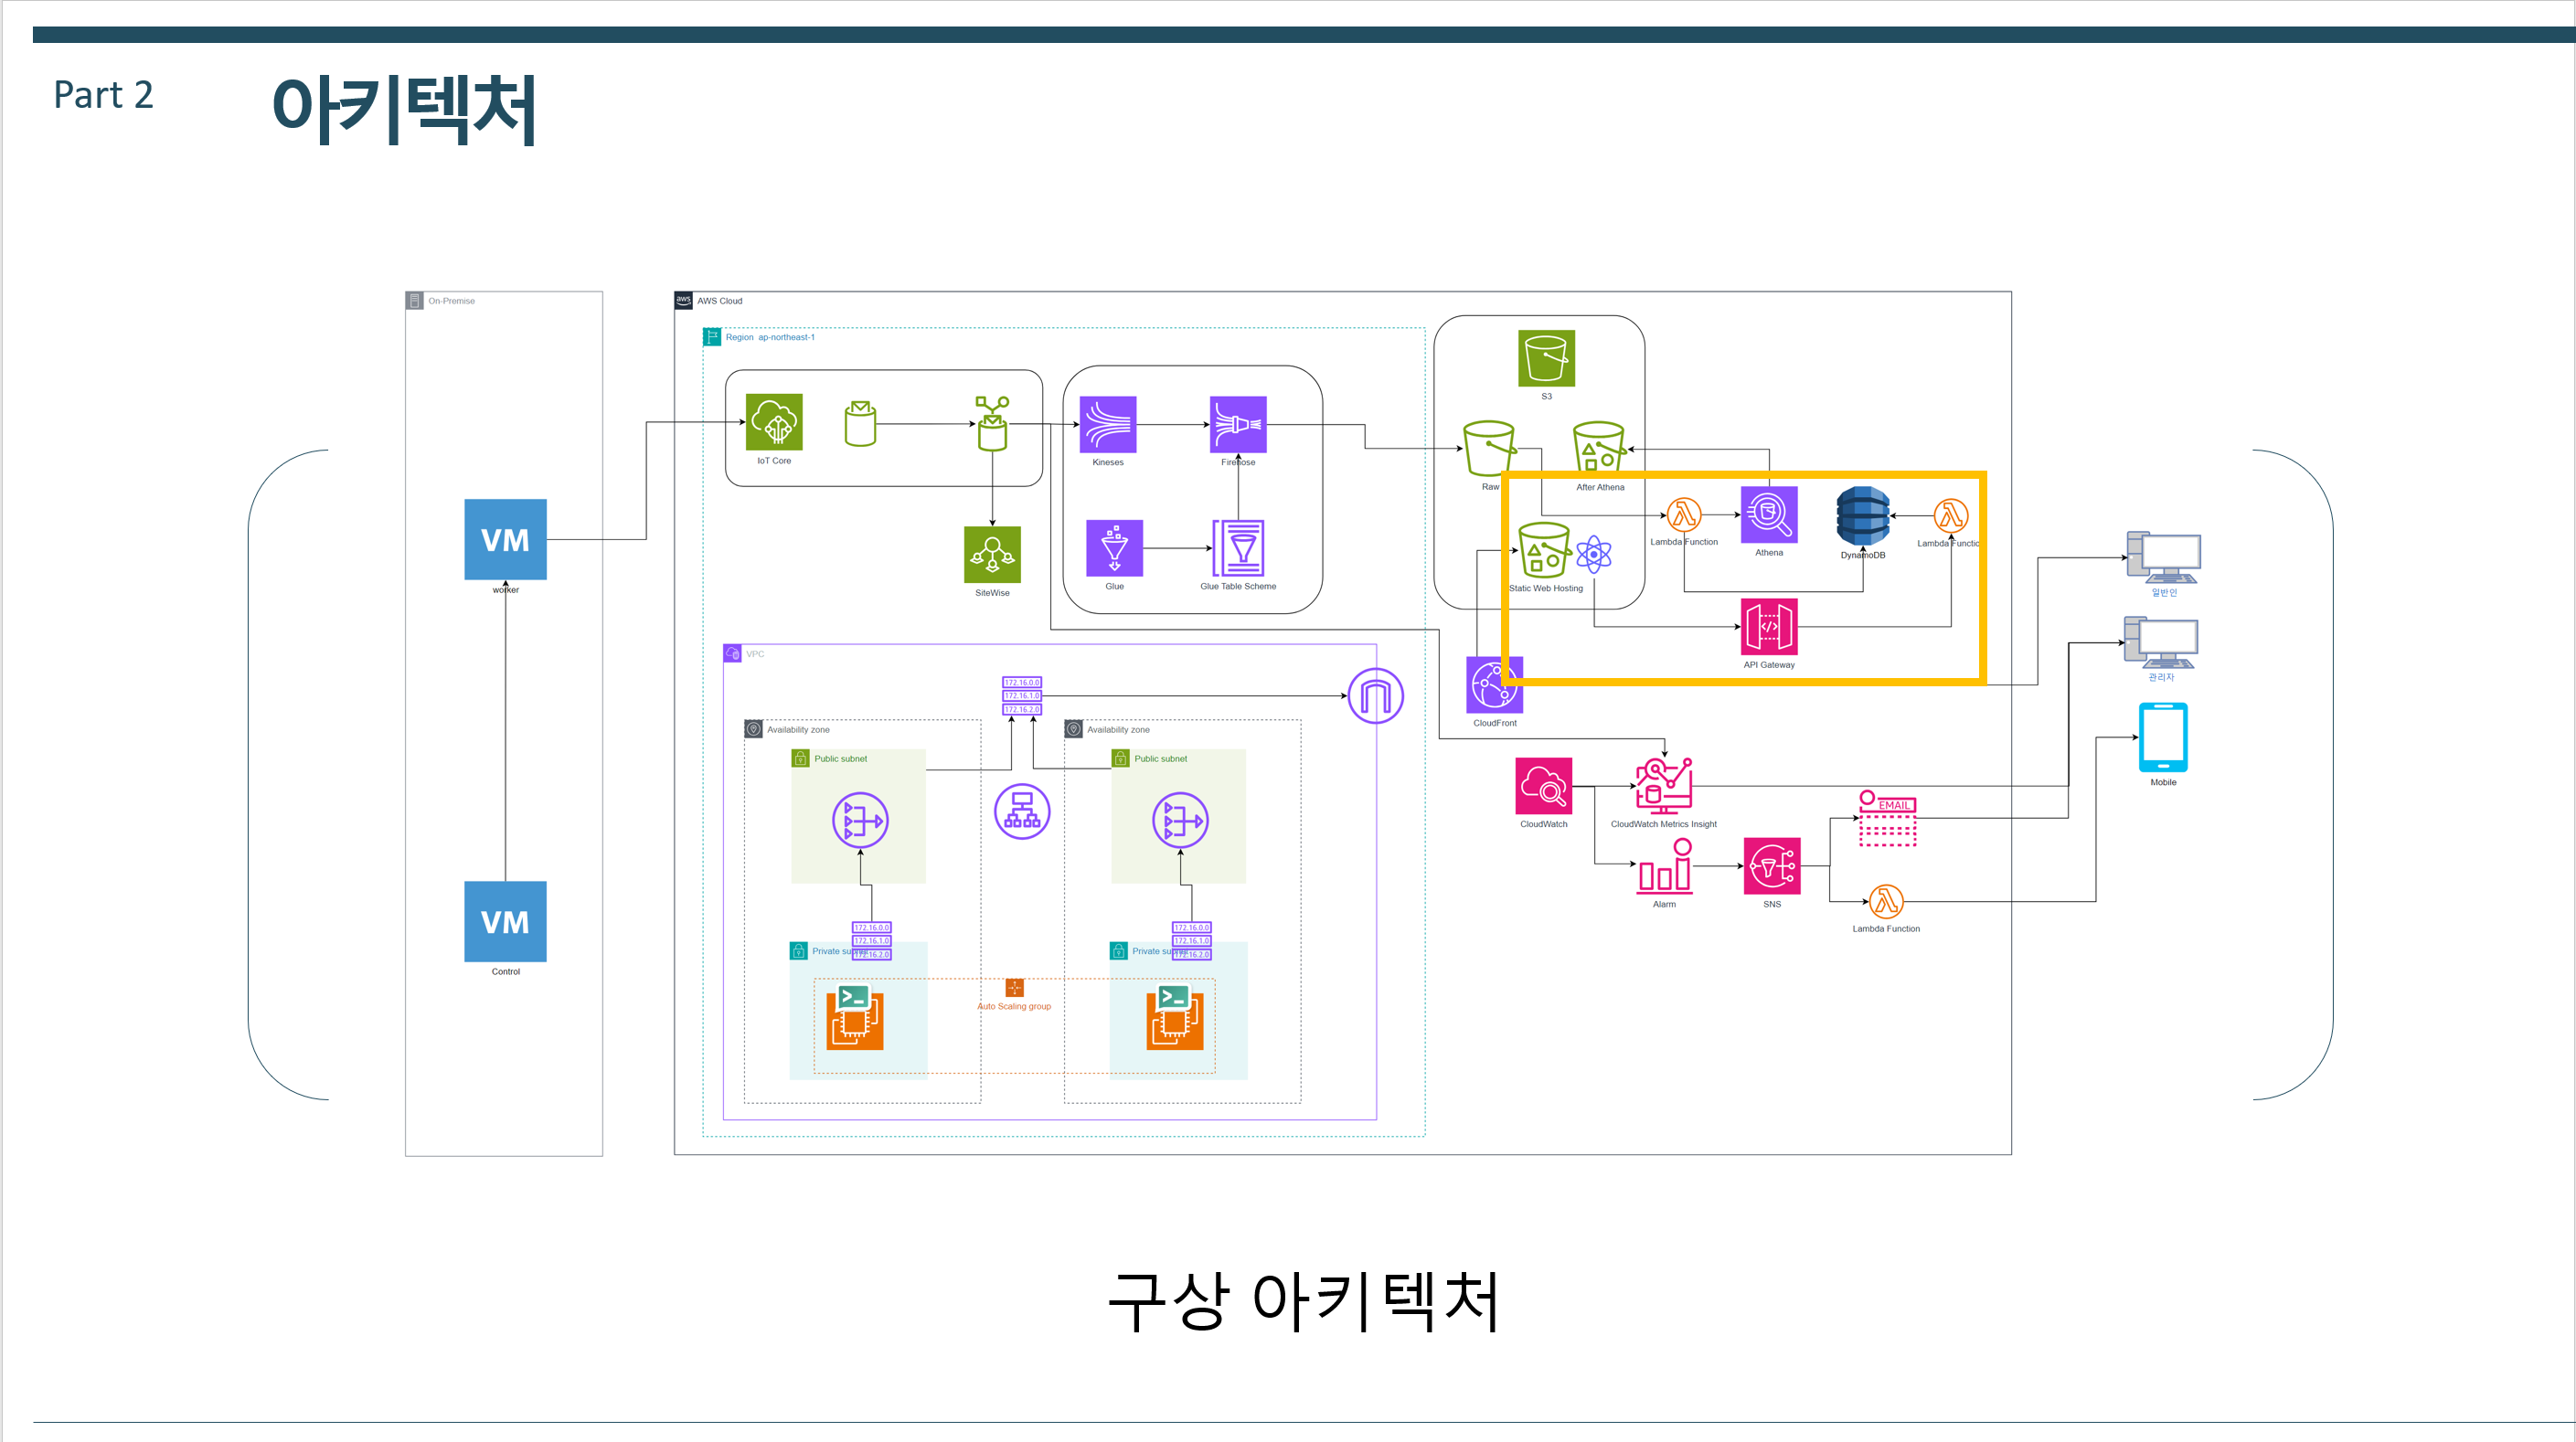 Part 2
아키텍처
On-Premise
VM
worker
VM
Control
aws
AWS Cloud
Region ap-northeast-1
IoT Core
SiteWise
Kineses
Firehose
Glue
Glue Table Scheme
S3
Raw
After Athena
Static Web Hosting
Lambda Function
Athena
DynamoDB
Lambda Functic
API Gateway
CloudFront
VPC
172.16.0.0
172.16.1.0
172.16.2.0
Availability zone
Public subnet
172.16.0.0
172.16.1.0
172.16.2.0
Private
Availability zone
Public subnet
172.16.0.0
172.16.1.0
172.16.2.0
Private
Auto Scaling group
CloudWatch
CloudWatch Metrics Insight
Alarm
SNS
EMAIL
Lambda Function
일반인
관리자
Mobile
구상 아키텍처